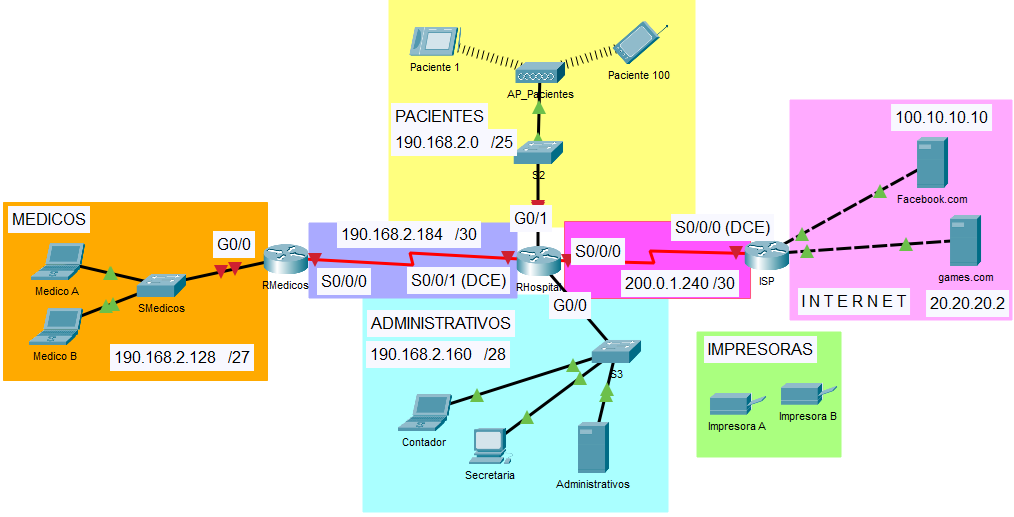 Paciente 1
Paciente 100
AP_Pacientes
PACIENTES
190.168.2.0 /25
S2
G0/1
100.10.10.10
Facebook.com
games.com
I N T E R N E T
20.20.20.2
MEDICOS
G0/0
Medico A
SMedicos
Medico B
190.168.2.128 /27
RMedicos
190.168.2.184 /30
S0/0/0
S0/0/1 (DCE)
RHospital
S0/0/0
S0/0/0 (DCE)
200.0.1.240 /30
ISP
G0/0
ADMINISTRATIVOS
190.168.2.160 /28
S3
Contador
Secretaria
Administrativos
IMPRESORAS
Impresora A
Impresora B